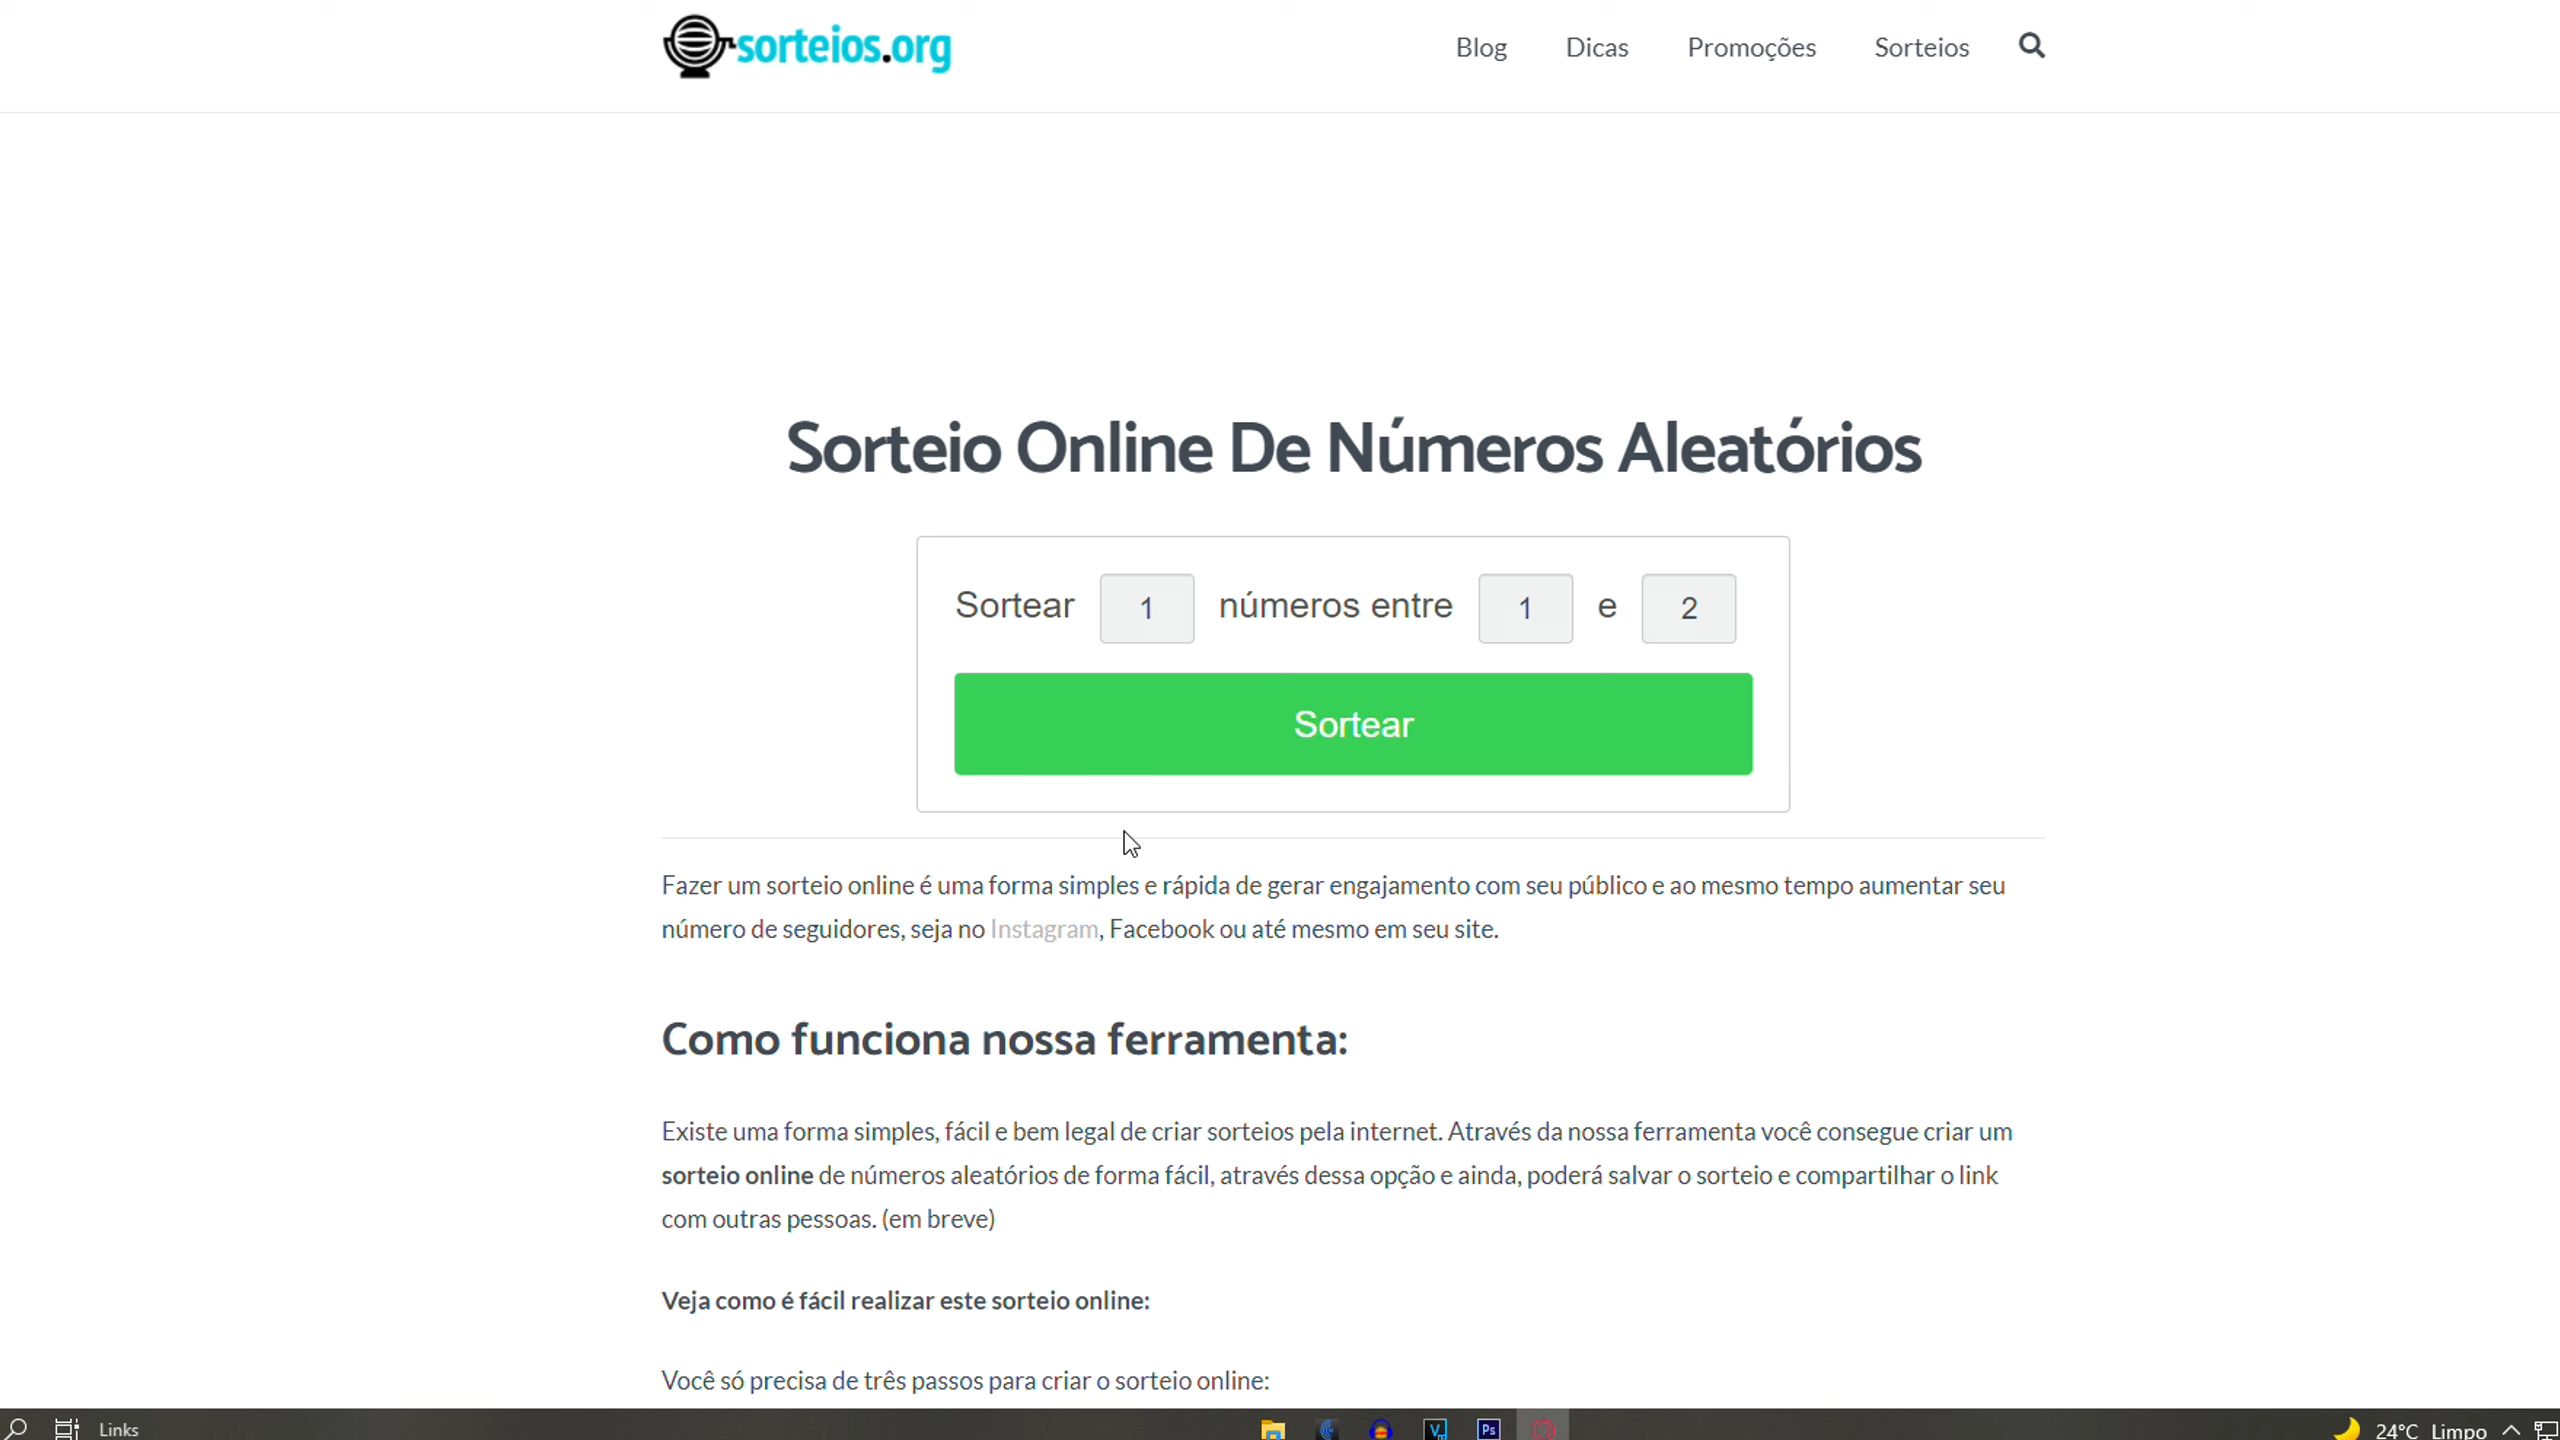 sorteios.org
Blog Dicas Promoções Sorteios
Sorteio Online De Números Aleatórios
Sortear 1 números entre 1 e 2
Sortear
Fazer um sorteio online é uma forma simples e rápida de gerar engajamento com seu público e ao mesmo tempo aumentar seu
número de seguidores, seja no Instagram, Facebook ou até mesmo em seu site.
Como funciona nossa ferramenta:
Existe uma forma simples, fácil e bem legal de criar sorteios pela internet. Através da nossa ferramenta você consegue criar um
sorteio online de números aleatórios de forma fácil, através dessa opção e ainda, poderá salvar o sorteio e compartilhar o link
com outras pessoas. (em breve)
Veja como é fácil realizar este sorteio online:
Você só precisa de três passos para criar o sorteio online:
Links V Ps 24°C Limpo